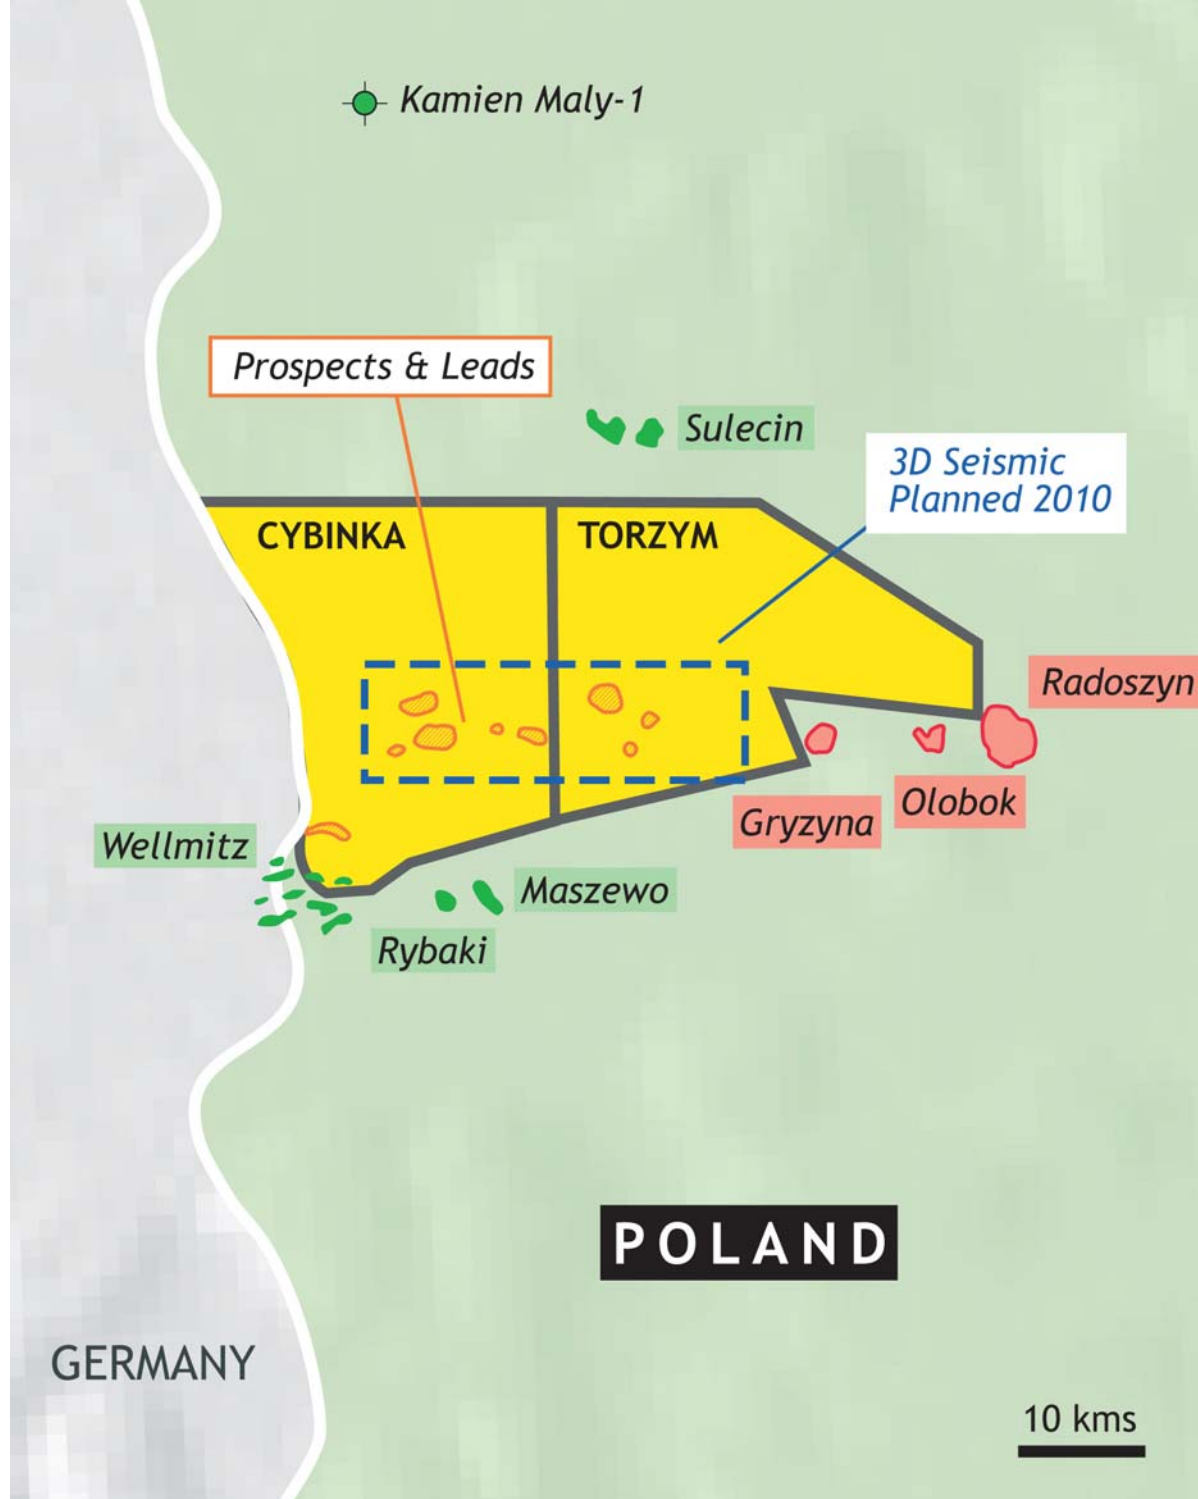 Kamien Maly-1
Prospects & Leads
Sulecin
3D Seismic
Planned 2010
CYBINKA
TORZYM
Radoszyn
Olobok
Gryzyna
Wellmitz
Maszewo
Rybaki
POLAND
GERMANY
10 kms